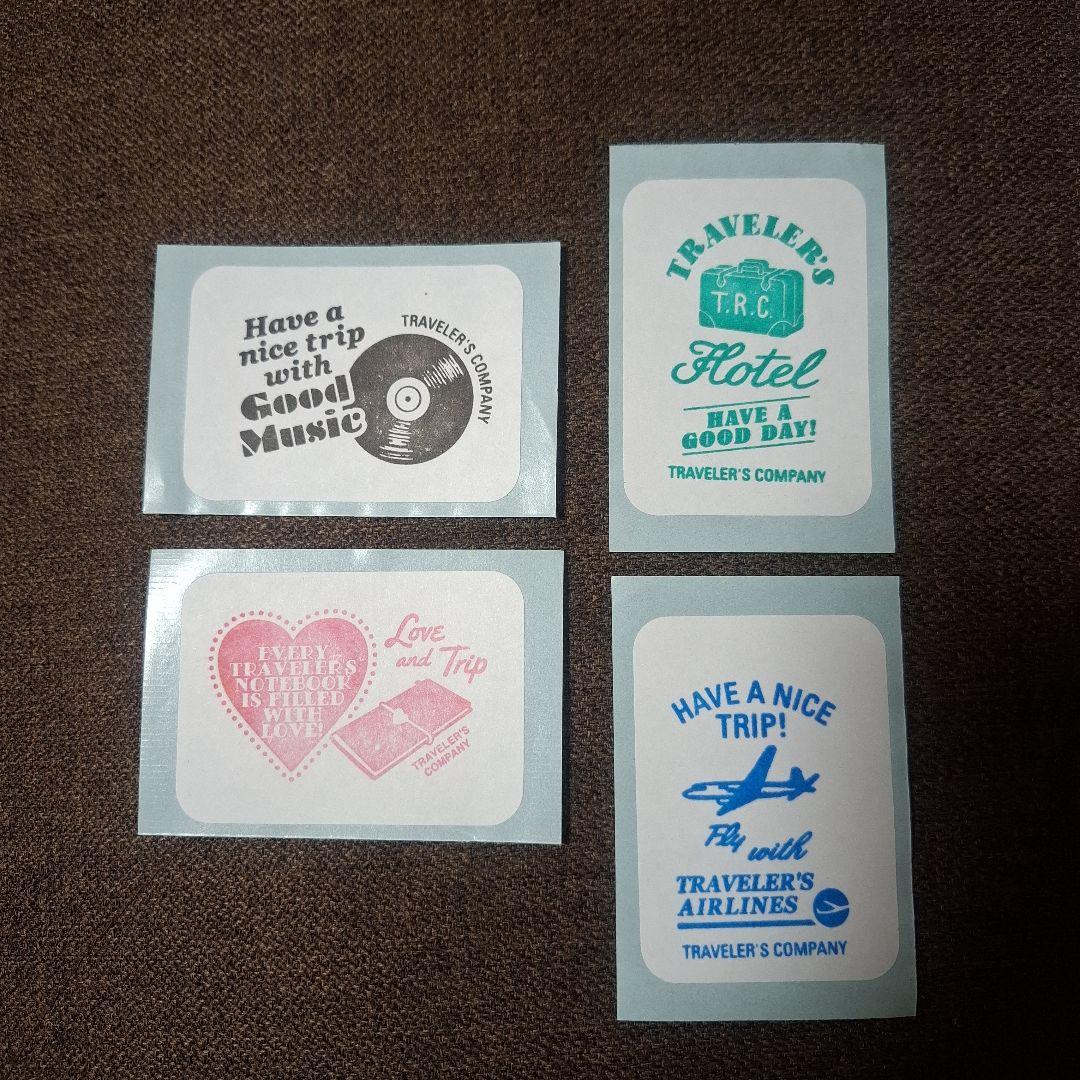 Have a
nice trip
with
Good
Music
TRAVELER'S COMPANY
TRAVELER'S
T.R.C.
Hotel
HAVE A
GOOD DAY!
TRAVELER'S COMPANY
EVERY
TRAVELER'S
NOTEBOOK
IS FILLED
WITH
LOVE!
Love
and Trip
TRAVELER'S
COMPANY
HAVE A NICE
TRIP!
Fly with
TRAVELER'S
AIRLINES
TRAVELER'S COMPANY